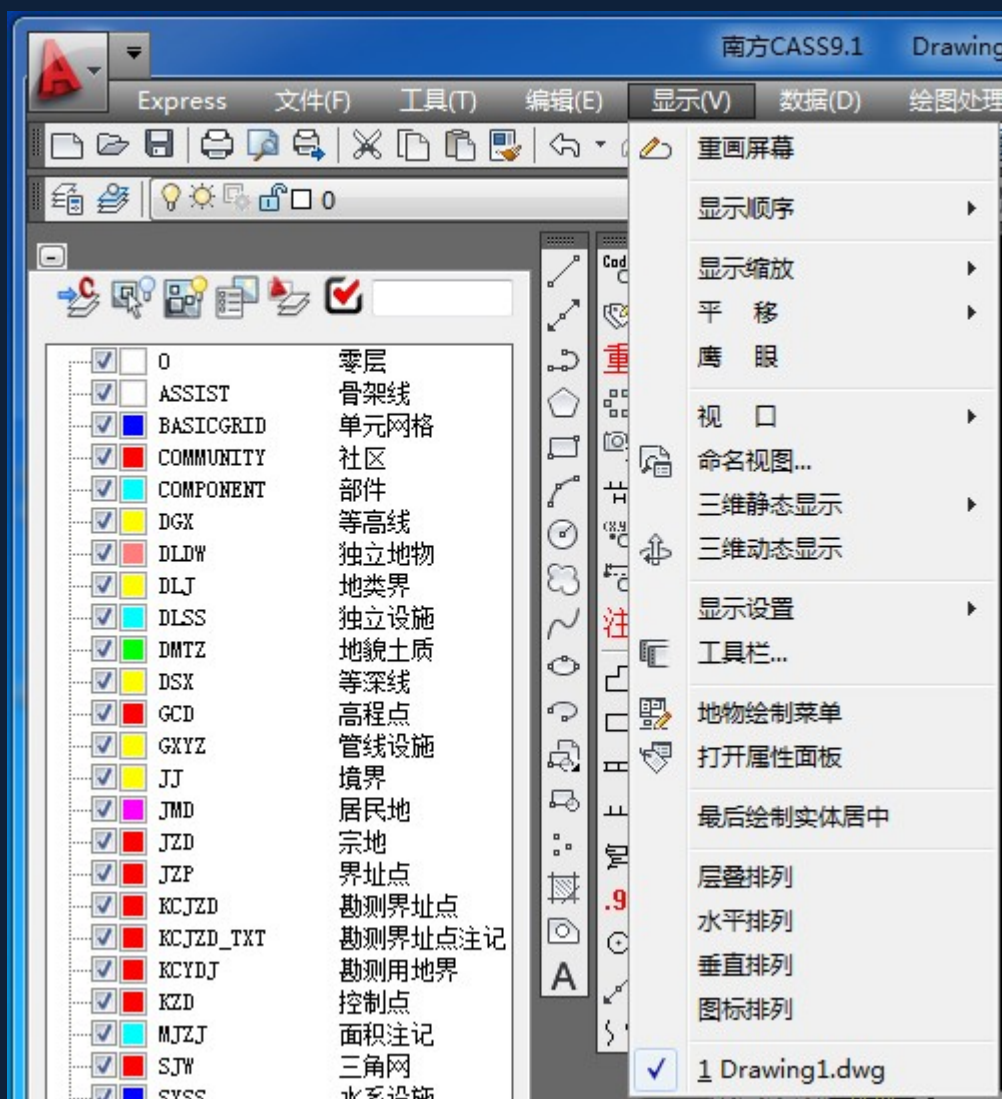 南方CASS9.1 Drawing
Express 文件(F) 工具(T) 编辑(E) 显示(V) 数据(D) 绘图处理
0
重画屏幕
显示顺序
显示缩放
平 移
鹰 眼
视 口
命名视图...
三维静态显示
三维动态显示
显示设置
工具栏...
地物绘制菜单
打开属性面板
最后绘制实体居中
层叠排列
水平排列
垂直排列
图标排列
1 Drawing1.dwg
0 零层
ASSIST 骨架线
BASICGRID 单元网格
COMMUNITY 社区
COMPONENT 部件
DGX 等高线
DLDW 独立地物
DLJ 地类界
DLSS 独立设施
DMTZ 地貌土质
DSX 等深线
GCD 高程点
GXYZ 管线设施
JJ 境界
JMD 居民地
JZD 宗地
JZP 界址点
KCJZD 勘测界址点
KCJZD_TXT 勘测界址点注记
KCYDJ 勘测用地界
KZD 控制点
MJZJ 面积注记
SJW 三角网
SXSS 水系设施
A
Cod
重
注
.9